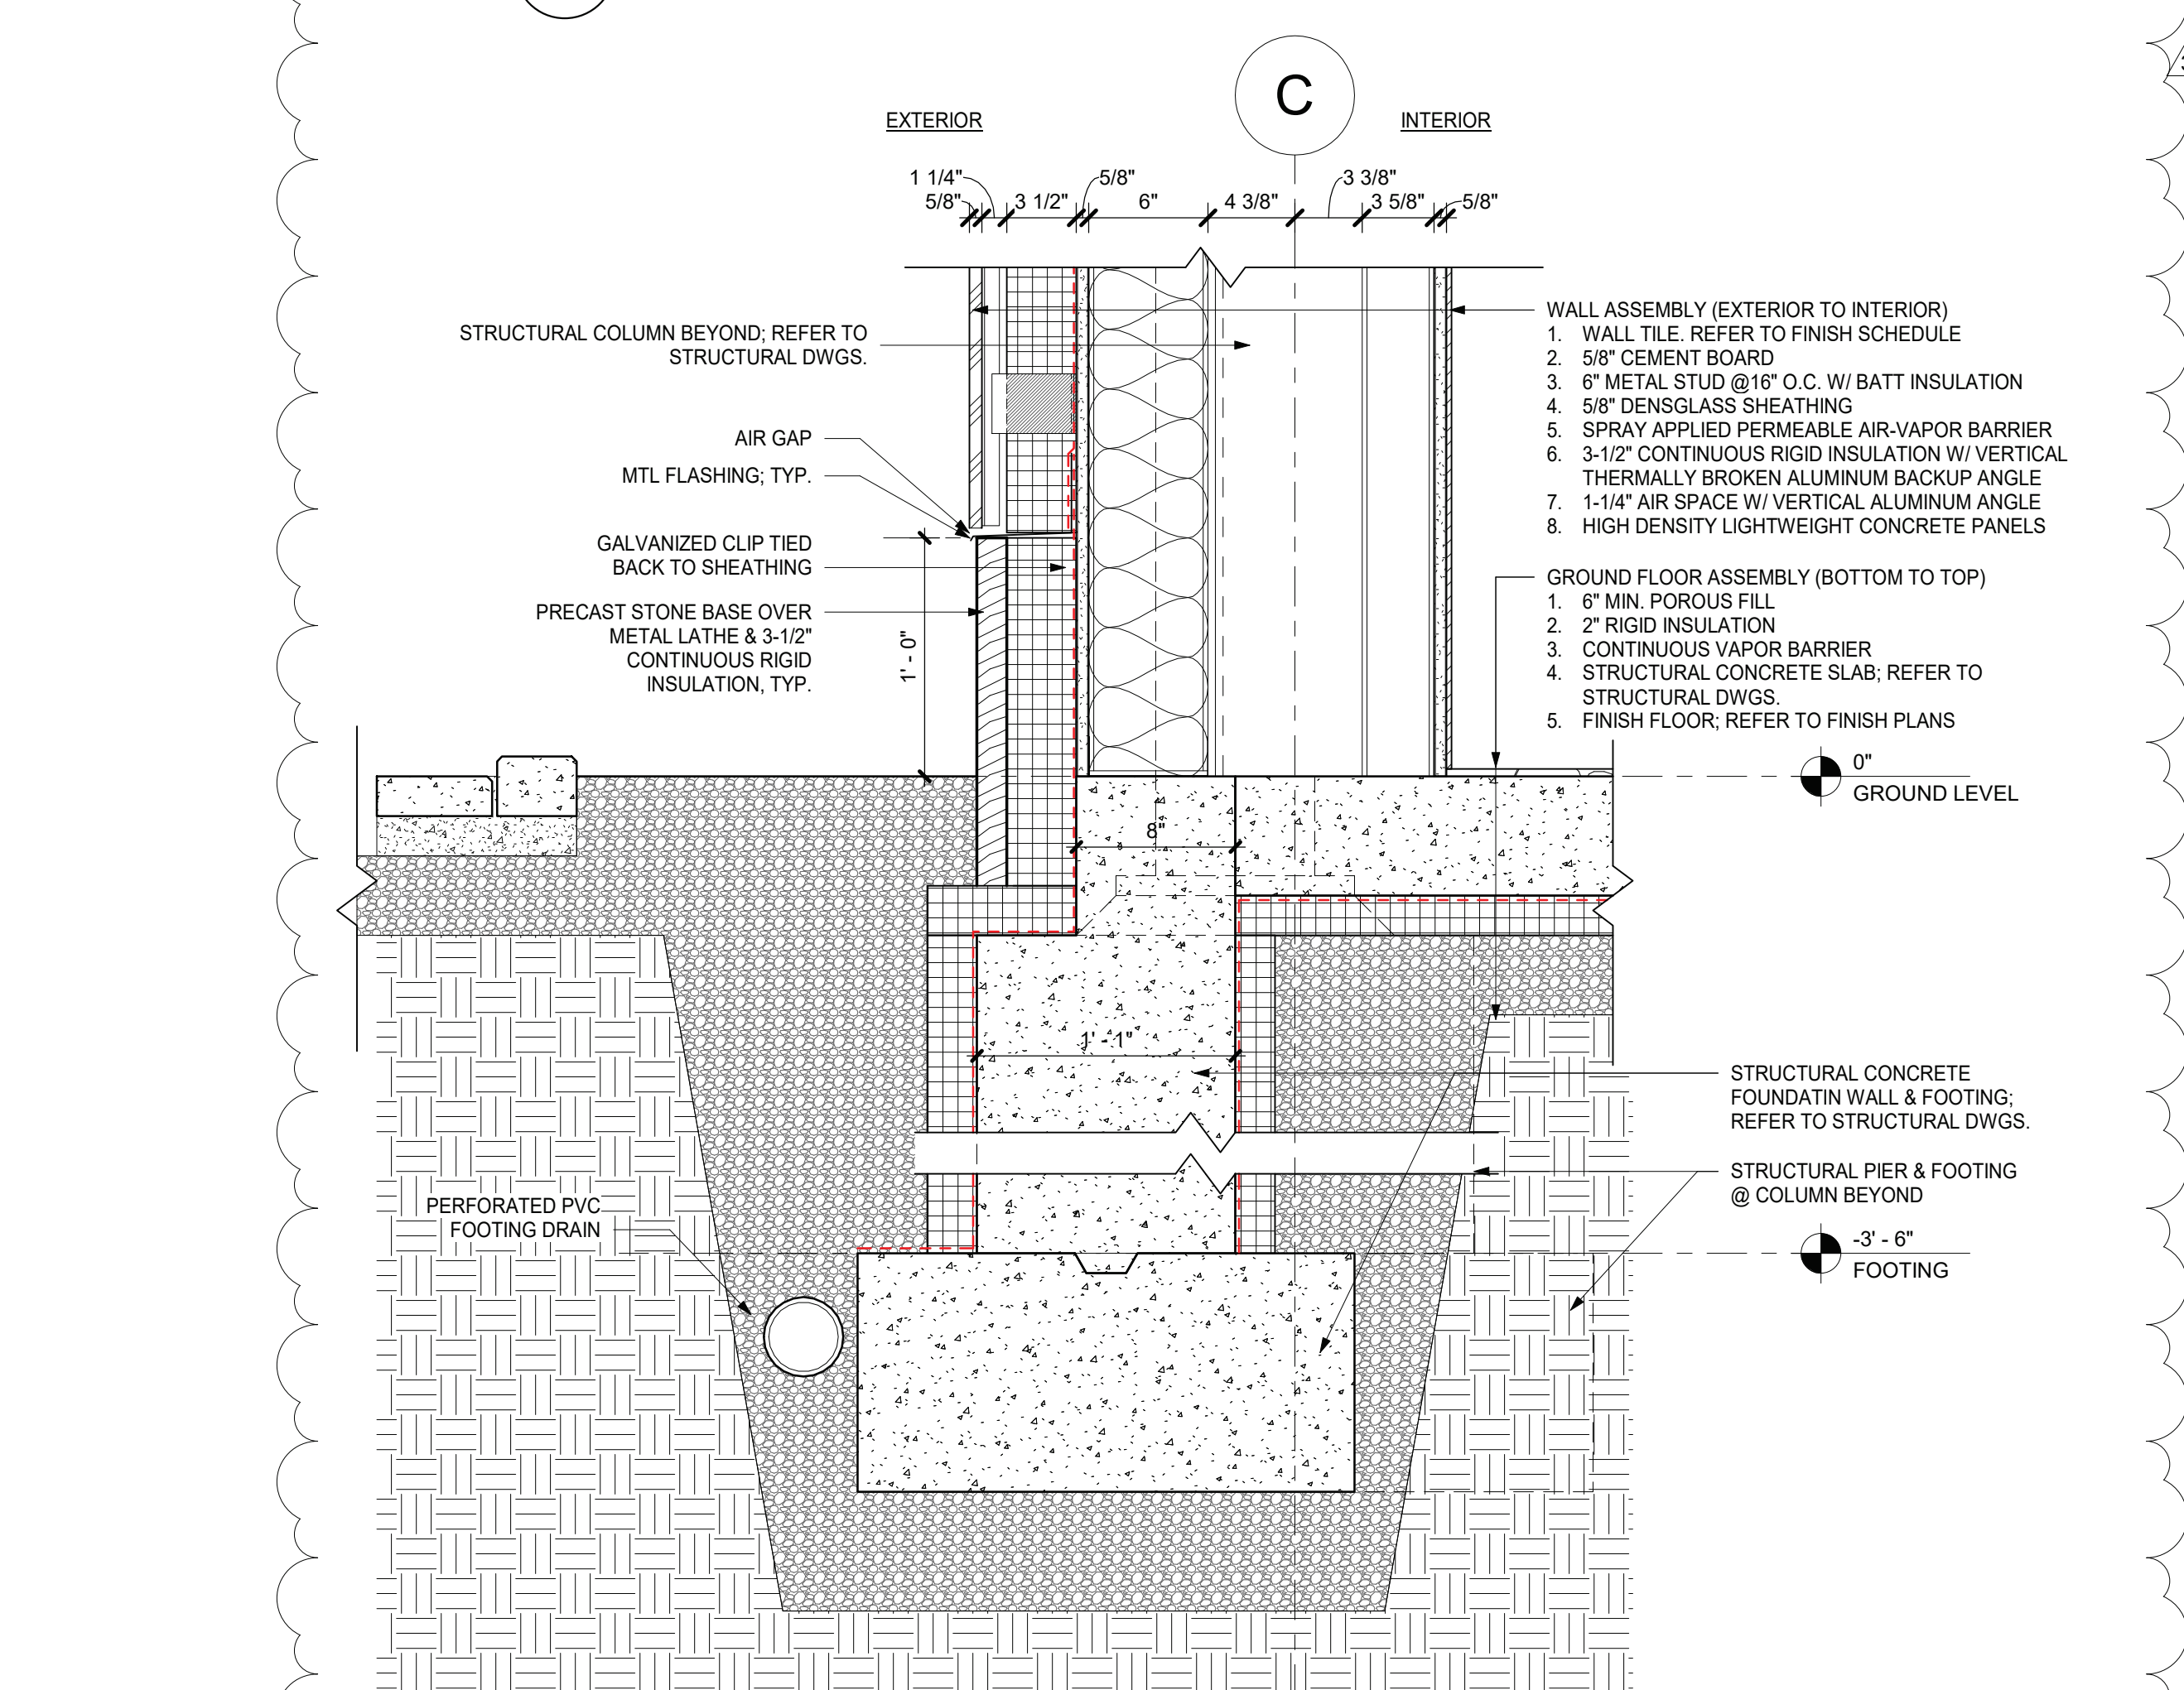 C
3
EXTERIOR
INTERIOR
1 1/4"
5/8"
3 3/8"
5/8"
3 1/2"
6"
4 3/8"
3 5/8"
5/8"
STRUCTURAL COLUMN BEYOND; REFER TO
STRUCTURAL DWGS.
AIR GAP
MTL FLASHING; TYP.
GALVANIZED CLIP TIED
BACK TO SHEATHING
PRECAST STONE BASE OVER
METAL LATHE & 3-1/2"
CONTINUOUS RIGID
INSULATION, TYP.
1' - 0"
WALL ASSEMBLY (EXTERIOR TO INTERIOR)
1. WALL TILE. REFER TO FINISH SCHEDULE
2. 5/8" CEMENT BOARD
3. 6" METAL STUD @16" O.C. W/ BATT INSULATION
4. 5/8" DENSGLASS SHEATHING
5. SPRAY APPLIED PERMEABLE AIR-VAPOR BARRIER
6. 3-1/2" CONTINUOUS RIGID INSULATION W/ VERTICAL
THERMALLY BROKEN ALUMINUM BACKUP ANGLE
7. 1-1/4" AIR SPACE W/ VERTICAL ALUMINUM ANGLE
8. HIGH DENSITY LIGHTWEIGHT CONCRETE PANELS
GROUND FLOOR ASSEMBLY (BOTTOM TO TOP)
1. 6" MIN. POROUS FILL
2. 2" RIGID INSULATION
3. CONTINUOUS VAPOR BARRIER
4. STRUCTURAL CONCRETE SLAB; REFER TO
STRUCTURAL DWGS.
5. FINISH FLOOR; REFER TO FINISH PLANS
0"
GROUND LEVEL
8"
1' - 1"
STRUCTURAL CONCRETE
FOUNDATIN WALL & FOOTING;
REFER TO STRUCTURAL DWGS.
STRUCTURAL PIER & FOOTING
@ COLUMN BEYOND
PERFORATED PVC
FOOTING DRAIN
-3' - 6"
FOOTING